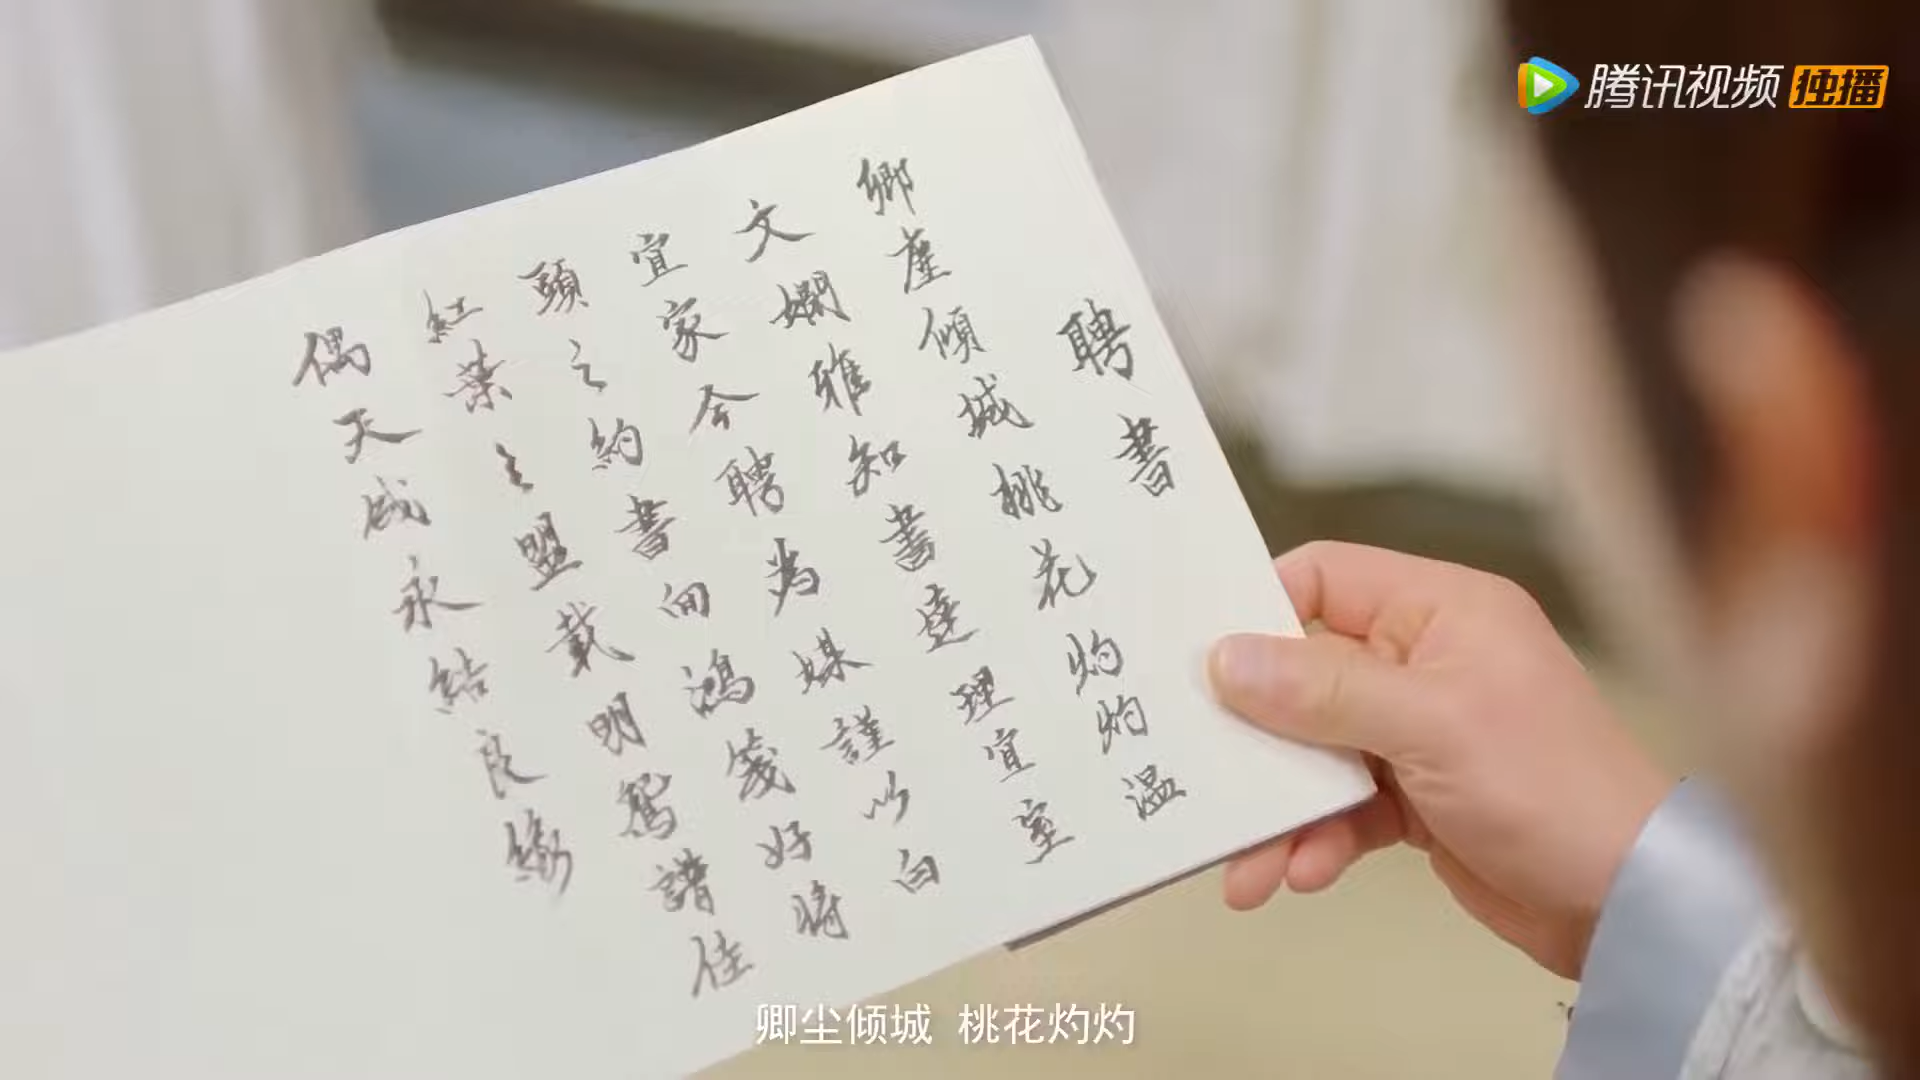 聘書
卿塵傾城桃花灼灼温
文嫻雅知書達理宜室
宜家今聘為媒謹以白
頭之約書向鴻箋好將
紅葉之盟載明鴛譜佳
偶天成永結良緣
卿尘倾城 桃花灼灼
腾讯视频 独播